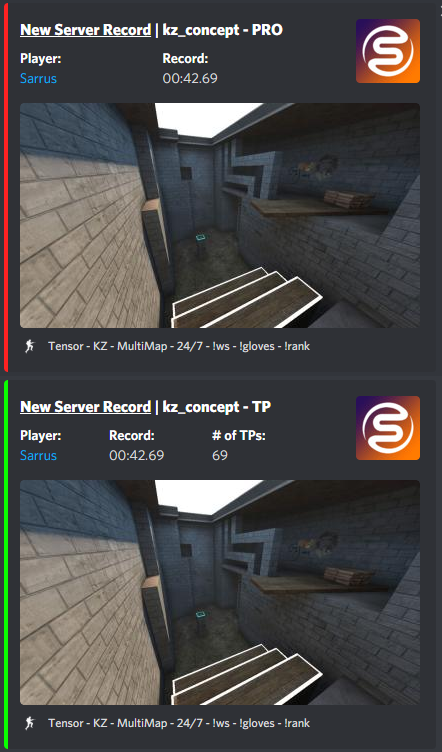 New Server Record | kz_concept - PRO
Player: Record:
Sarrus 00:42.69
Tensor - KZ - MultiMap - 24/7 - !ws - !gloves - !rank
New Server Record | kz_concept - TP
Player: Record: # of TPs:
Sarrus 00:42.69 69
Tensor - KZ - MultiMap - 24/7 - !ws - !gloves - !rank